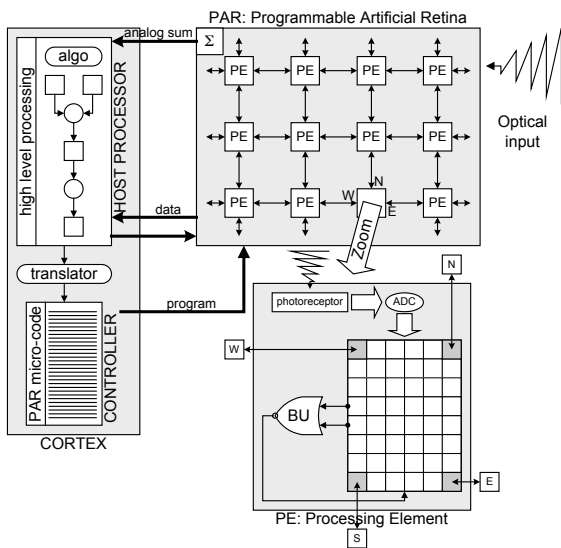 PAR: Programmable Artificial Retina
analog sum
Σ
algo
high level processing
HOST PROCESSOR
PE PE PE PE
PE PE PE PE
N
W
E
PE PE PE
Optical
input
data
Zoom
translator
program
PAR micro-code
CONTROLLER
CORTEX
N
photoreceptor
ADC
W
BU
E
PE: Processing Element
S